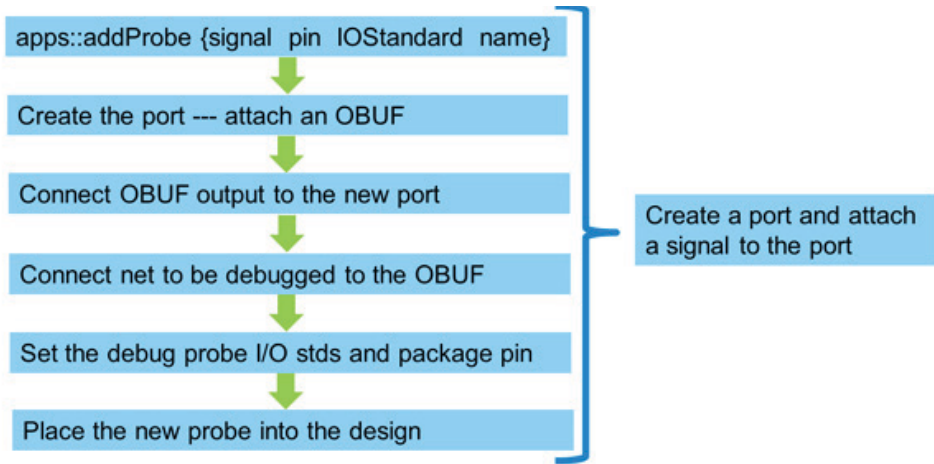 apps::addProbe {signal pin IOStandard name}
Create the port --- attach an OBUF
Connect OBUF output to the new port
Connect net to be debugged to the OBUF
Set the debug probe I/O stds and package pin
Place the new probe into the design
Create a port and attach
a signal to the port